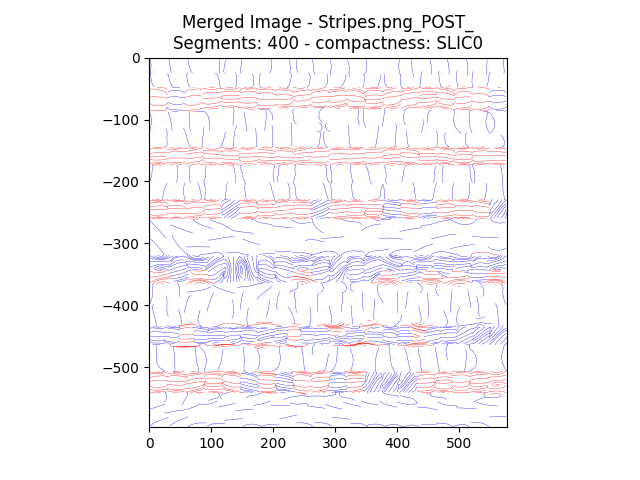 Merged Image - Stripes.png_POST_
Segments: 400 - compactness: SLIC0
0
−100
−200
−300
−400
−500
0 100 200 300 400 500